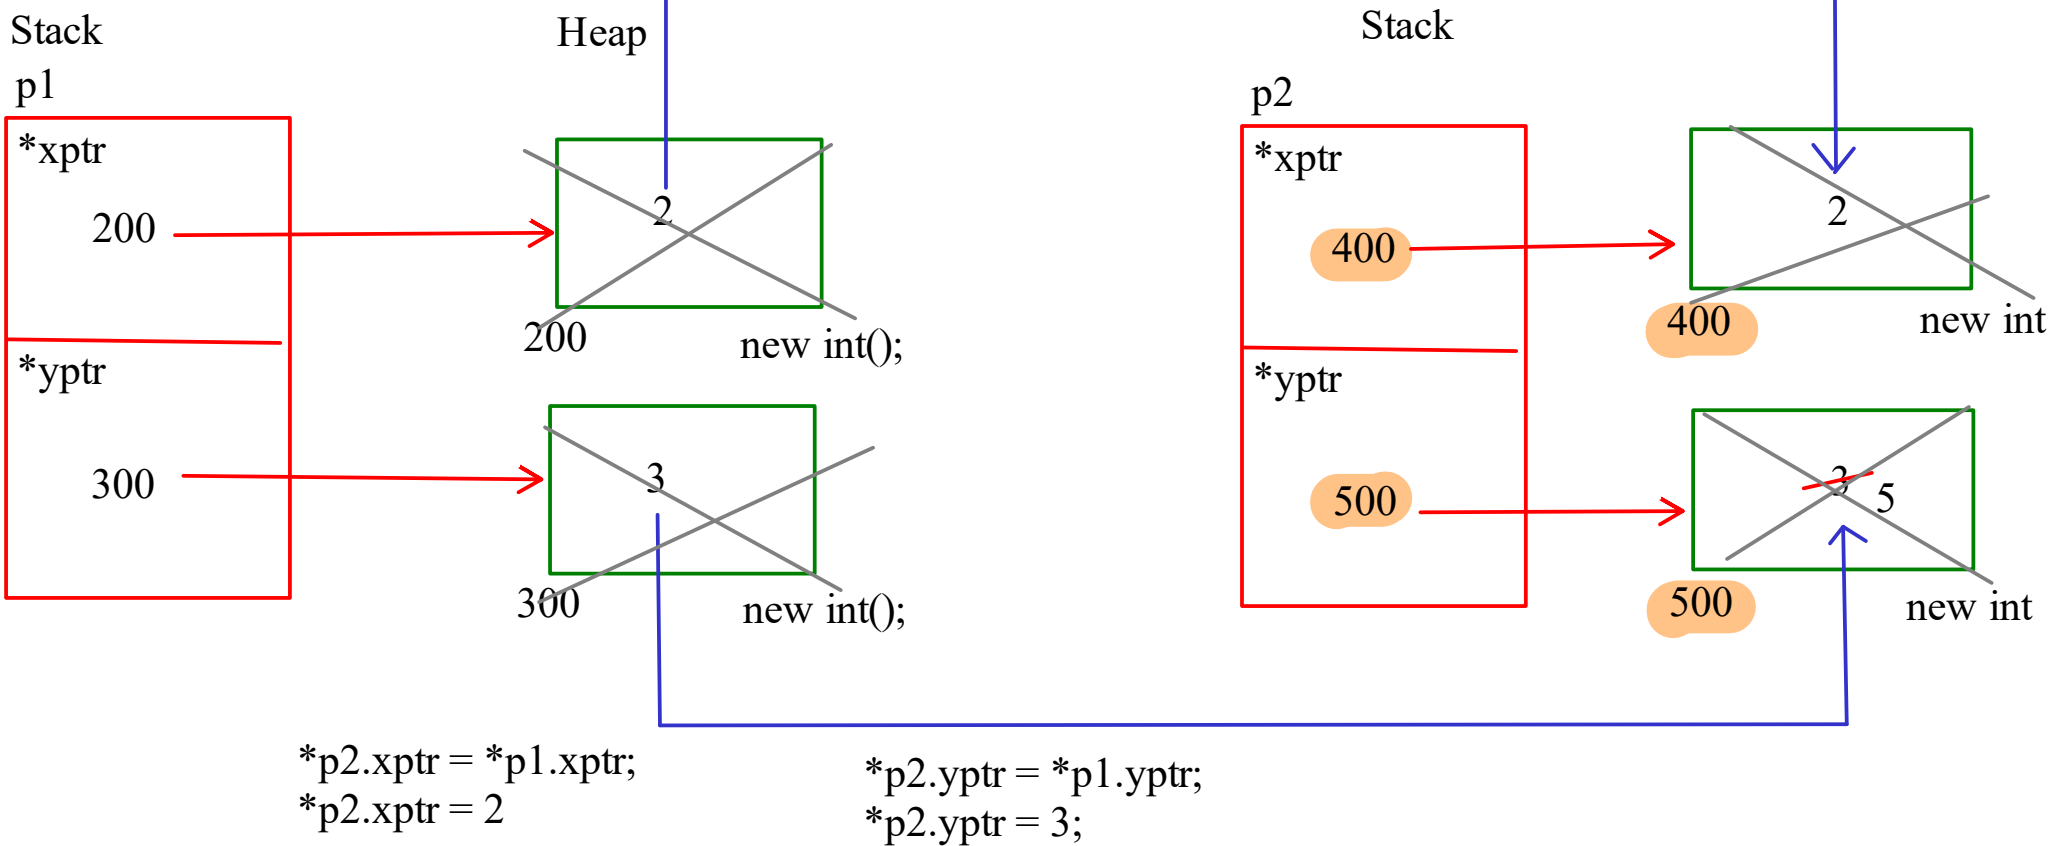 Stack
Heap
Stack
p1
p2
*xptr
*xptr
200
2
400
2
200
new int();
400
new int
*yptr
*yptr
300
3
500
3 5
300
new int();
500
new int
*p2.xptr = *p1.xptr;
*p2.xptr = 2
*p2.yptr = *p1.yptr;
*p2.yptr = 3;